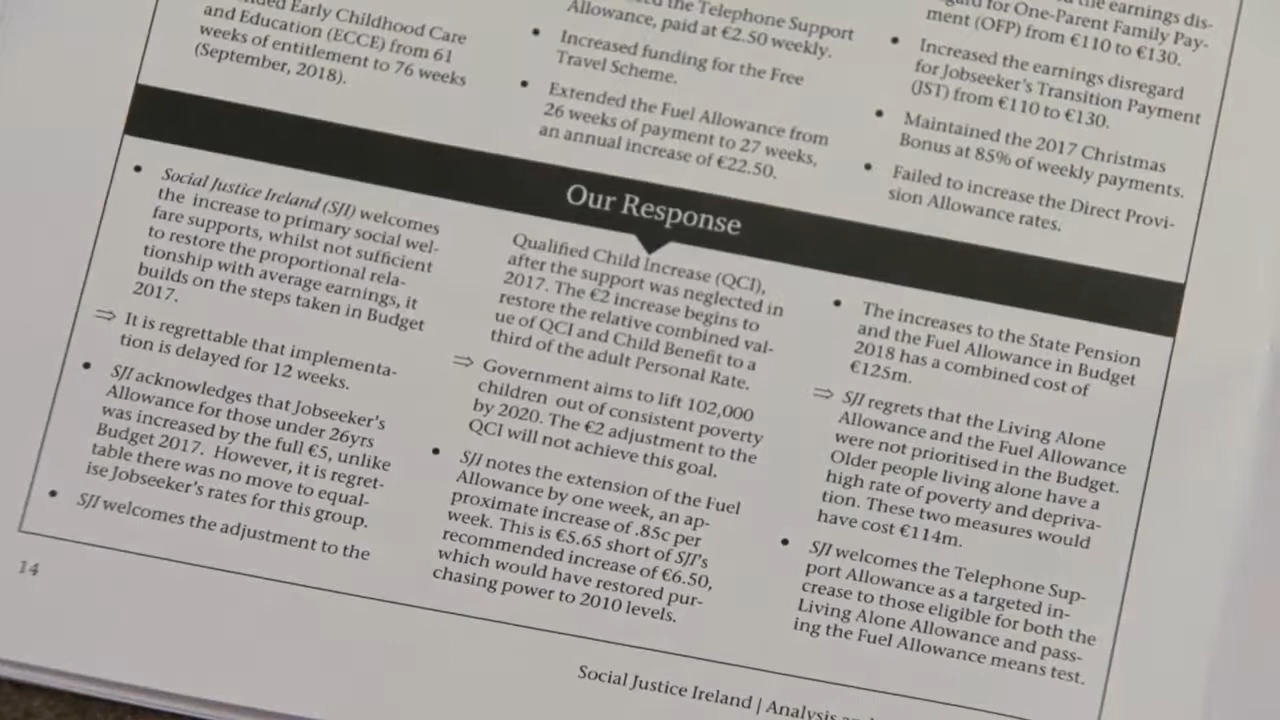 Early Childhood Care
and Education (ECCE) from 61
weeks of entitlement to 76 weeks
(September, 2018).
the Telephone Support
Allowance, paid at €2.50 weekly.
• Increased funding for the Free
Travel Scheme.
• Extended the Fuel Allowance from
26 weeks of payment to 27 weeks,
an annual increase of €22.50.
the earnings dis-
for One-Parent Family Pay-
ment (OFP) from €110 to €130.
• Increased the earnings disregard
for Jobseeker's Transition Payment
(JST) from €110 to €130.
• Maintained the 2017 Christmas
Bonus at 85% of weekly payments.
• Failed to increase the Direct Provi-
sion Allowance rates.
Our Response
• Social Justice Ireland (SJI) welcomes
the increase to primary social wel-
fare supports, whilst not sufficient
to restore the proportional rela-
tionship with average earnings, it
builds on the steps taken in Budget
2017.
⇒ It is regrettable that implementa-
tion is delayed for 12 weeks.
• SJI acknowledges that Jobseeker's
Allowance for those under 26yrs
was increased by the full €5, unlike
Budget 2017. However, it is regret-
table there was no move to equal-
ise Jobseeker's rates for this group.
• SJI welcomes the adjustment to the
Qualified Child Increase (QCI),
after the support was neglected in
2017. The €2 increase begins to
restore the relative combined val-
ue of QCI and Child Benefit to a
third of the adult Personal Rate.
⇒ Government aims to lift 102,000
children out of consistent poverty
by 2020. The €2 adjustment to the
QCI will not achieve this goal.
• SJI notes the extension of the Fuel
Allowance by one week, an ap-
proximate increase of .85c per
week. This is €5.65 short of SJI's
recommended increase of €6.50,
which would have restored pur-
chasing power to 2010 levels.
• The increases to the State Pension
and the Fuel Allowance in Budget
2018 has a combined cost of
€125m.
⇒ SJI regrets that the Living Alone
Allowance and the Fuel Allowance
were not prioritised in the Budget.
Older people living alone have a
high rate of poverty and depriva-
tion. These two measures would
have cost €114m.
• SJI welcomes the Telephone Sup-
port Allowance as a targeted in-
crease to those eligible for both the
Living Alone Allowance and pass-
ing the Fuel Allowance means test.
14
Social Justice Ireland | Analysis